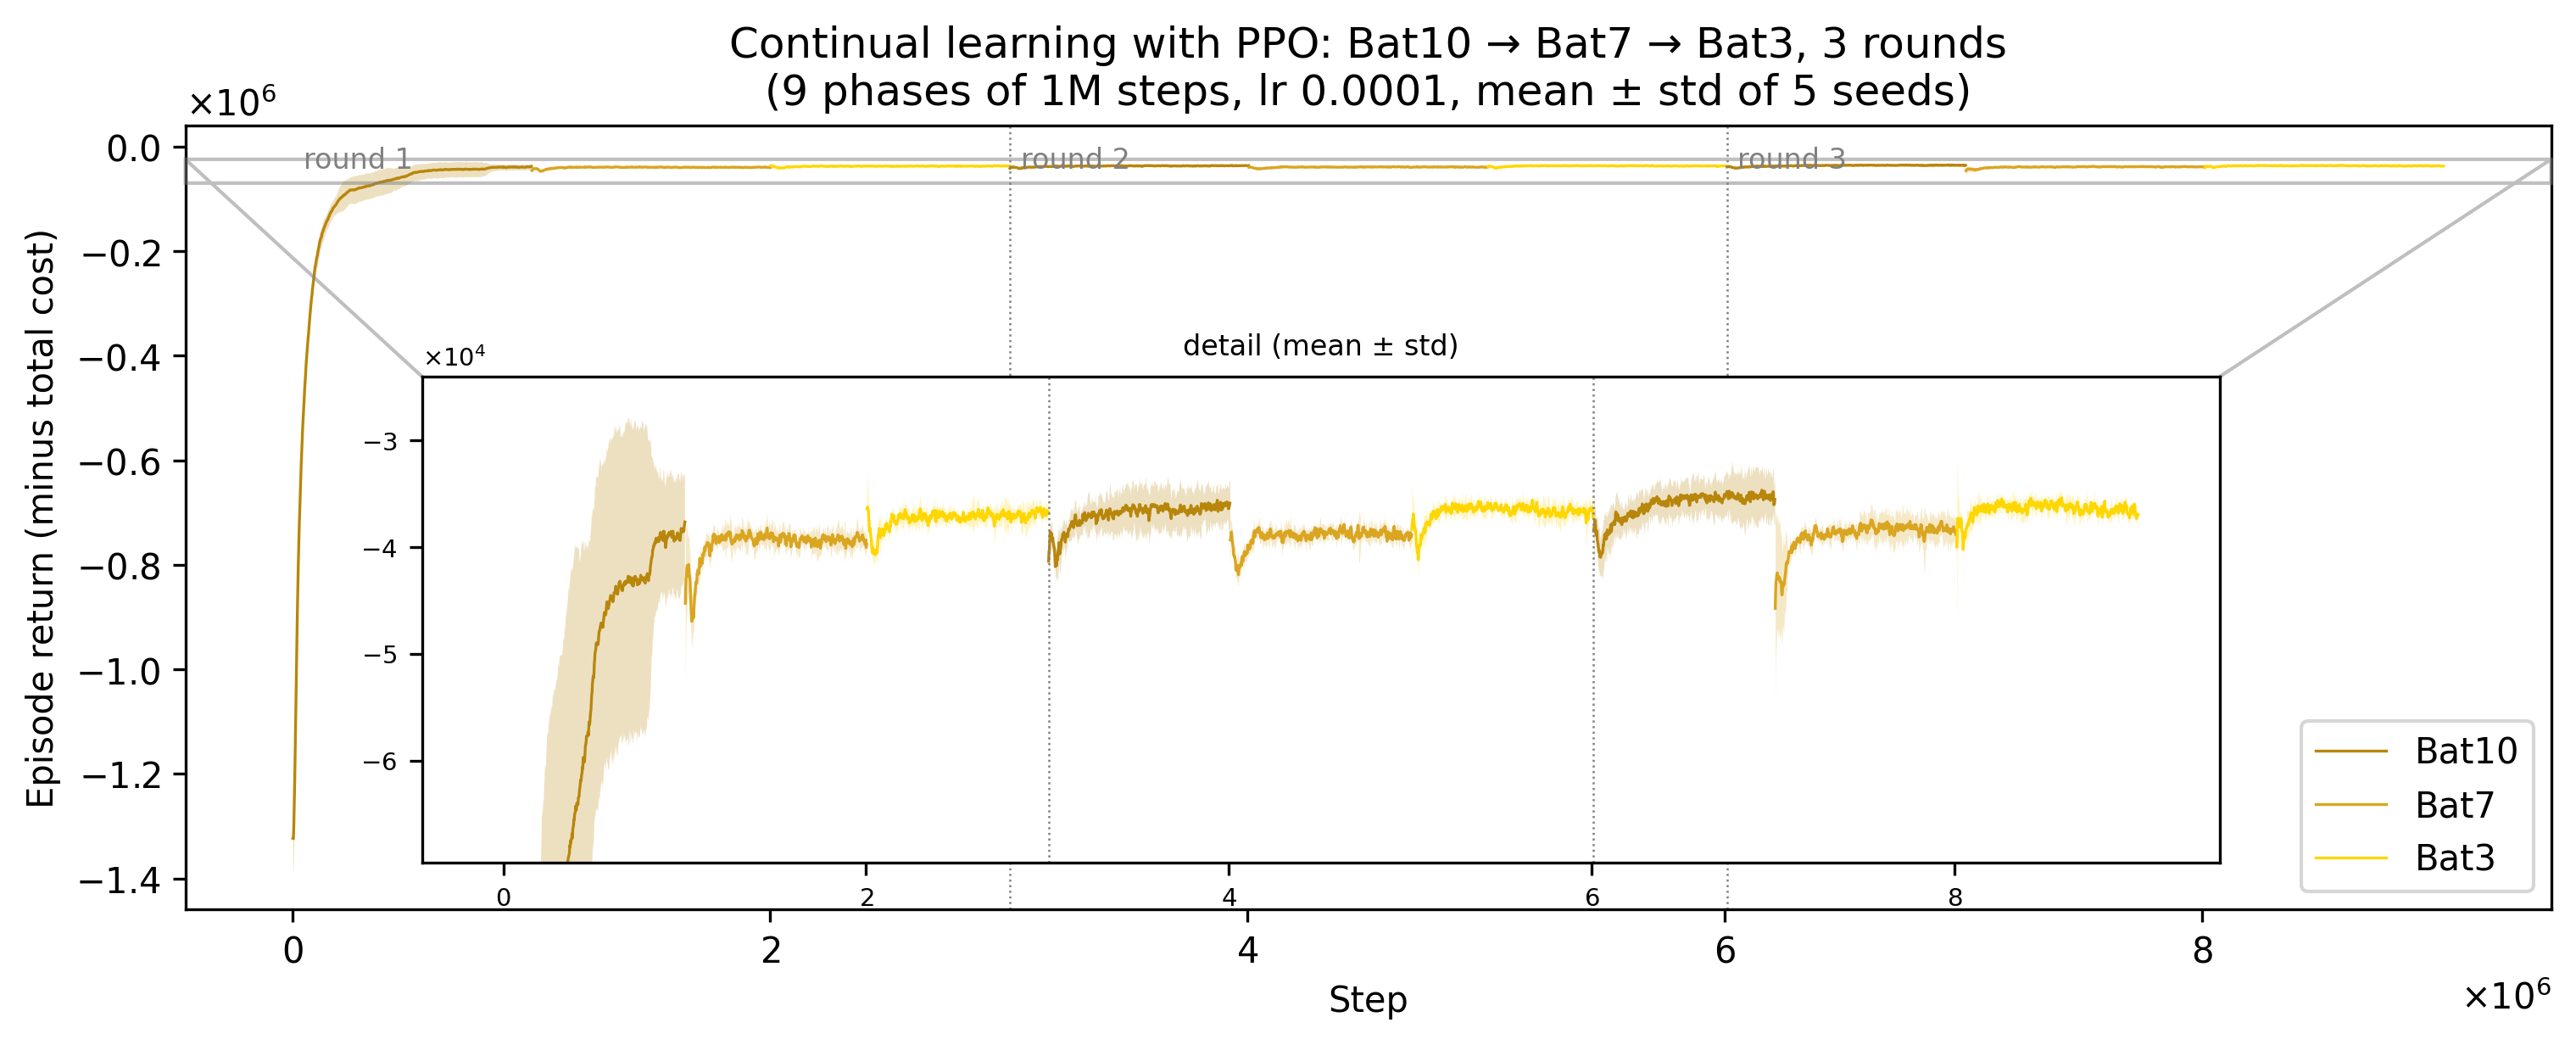 Continual learning with PPO: Bat10 → Bat7 → Bat3, 3 rounds
(9 phases of 1M steps, lr 0.0001, mean ± std of 5 seeds)
×10⁶
0.0
−0.2
−0.4
−0.6
−0.8
−1.0
−1.2
−1.4
Episode return (minus total cost)
round 1
round 2
round 3
detail (mean ± std)
×10⁴
−3
−4
−5
−6
0 2 4 6 8
Bat10
Bat7
Bat3
0 2 4 6 8
Step
×10⁶